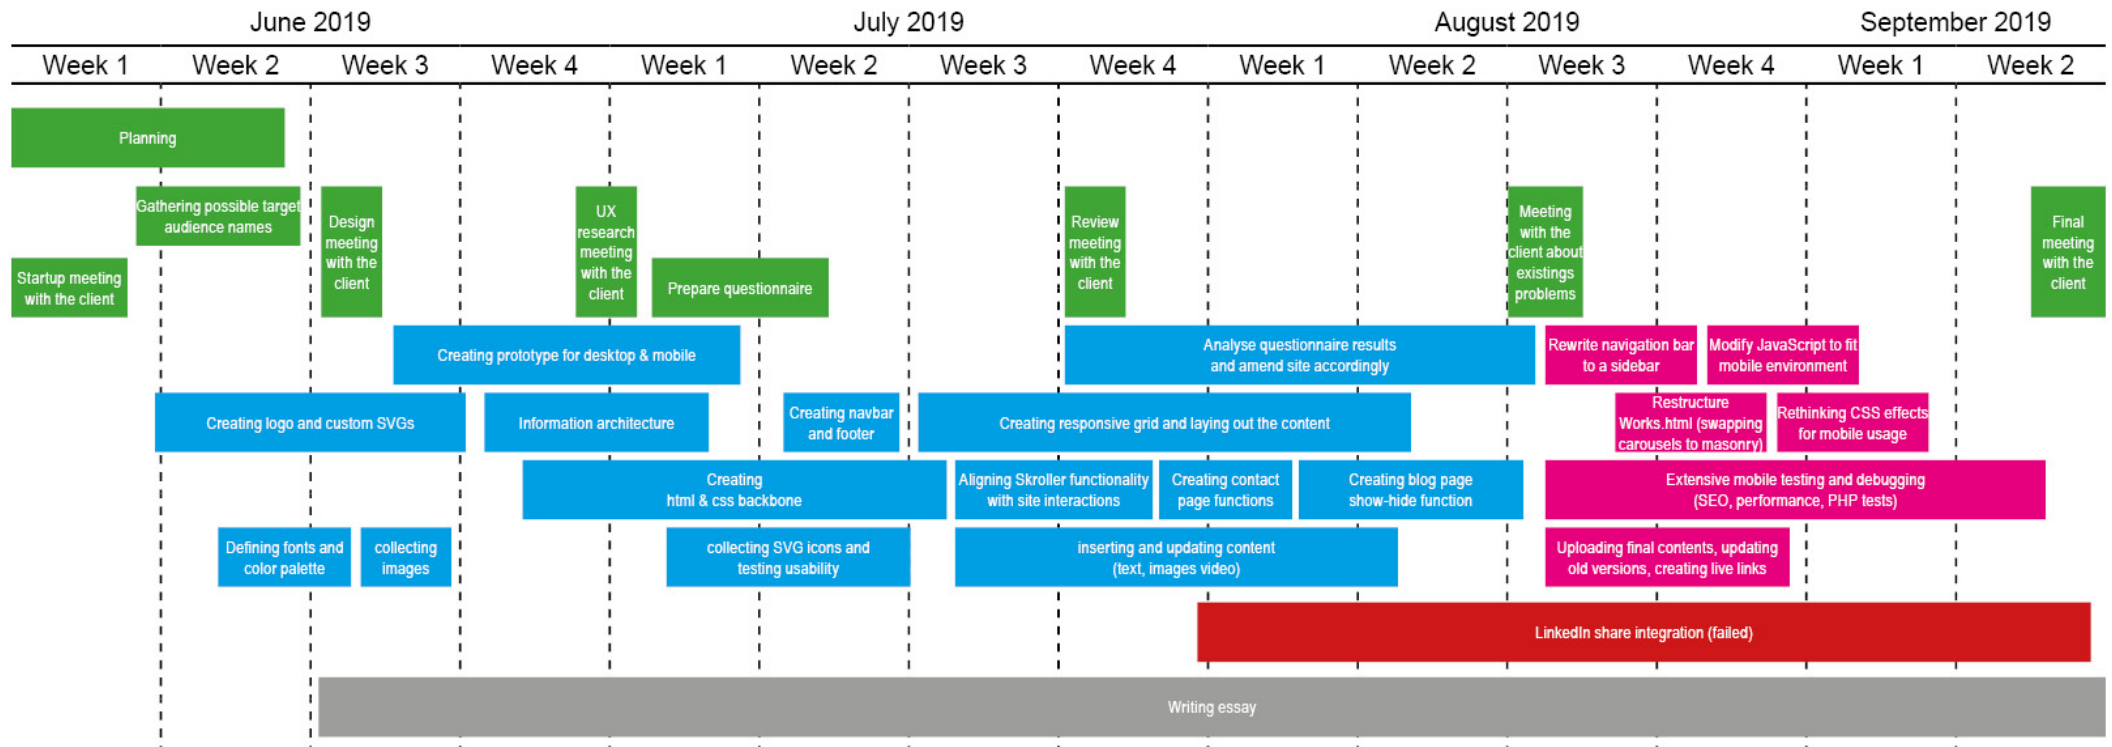 June 2019
July 2019
August 2019
September 2019
Week 1
Week 2
Week 3
Week 4
Week 1
Week 2
Week 3
Week 4
Week 1
Week 2
Week 3
Week 4
Week 1
Week 2
Planning
Gathering possible target
audience names
Startup meeting
with the client
Design
meeting
with the
client
UX
research
meeting
with the
client
Prepare questionnaire
Review
meeting
with the
client
Meeting
with the
client about
existings
problems
Final
meeting
with the
client
Creating prototype for desktop & mobile
Analyse questionnaire results
and amend site accordingly
Rewrite navigation bar
to a sidebar
Modify JavaScript to fit
mobile environment
Creating logo and custom SVGs
Information architecture
Creating navbar
and footer
Creating responsive grid and laying out the content
Restructure
Works.html (swapping
carousels to masonry)
Rethinking CSS effects
for mobile usage
Creating
html & css backbone
Aligning Skroller functionality
with site interactions
Creating contact
page functions
Creating blog page
show-hide function
Extensive mobile testing and debugging
(SEO, performance, PHP tests)
Defining fonts and
color palette
collecting
images
collecting SVG icons and
testing usability
inserting and updating content
(text, images video)
Uploading final contents, updating
old versions, creating live links
LinkedIn share integration (failed)
Writing essay